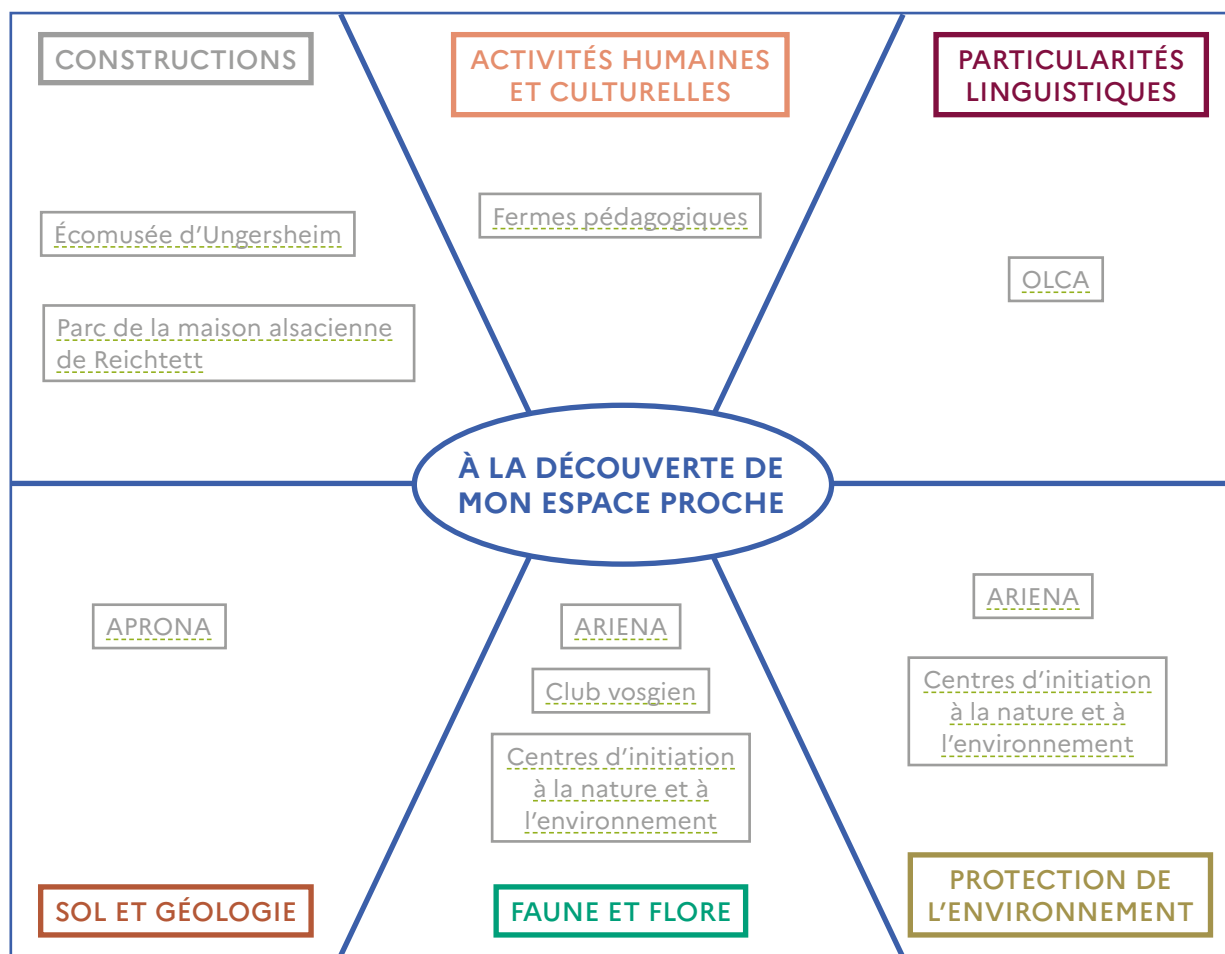 CONSTRUCTIONS
ACTIVITÉS HUMAINES
ET CULTURELLES
PARTICULARITÉS
LINGUISTIQUES
Écomusée d'Ungersheim
Parc de la maison alsacienne
de Reichtett
Fermes pédagogiques
OLCA
À LA DÉCOUVERTE DE
MON ESPACE PROCHE
APRONA
ARIENA
Club vosgien
Centres d'initiation
à la nature et à
l'environnement
ARIENA
Centres d'initiation
à la nature et à
l'environnement
SOL ET GÉOLOGIE
FAUNE ET FLORE
PROTECTION DE
L'ENVIRONNEMENT